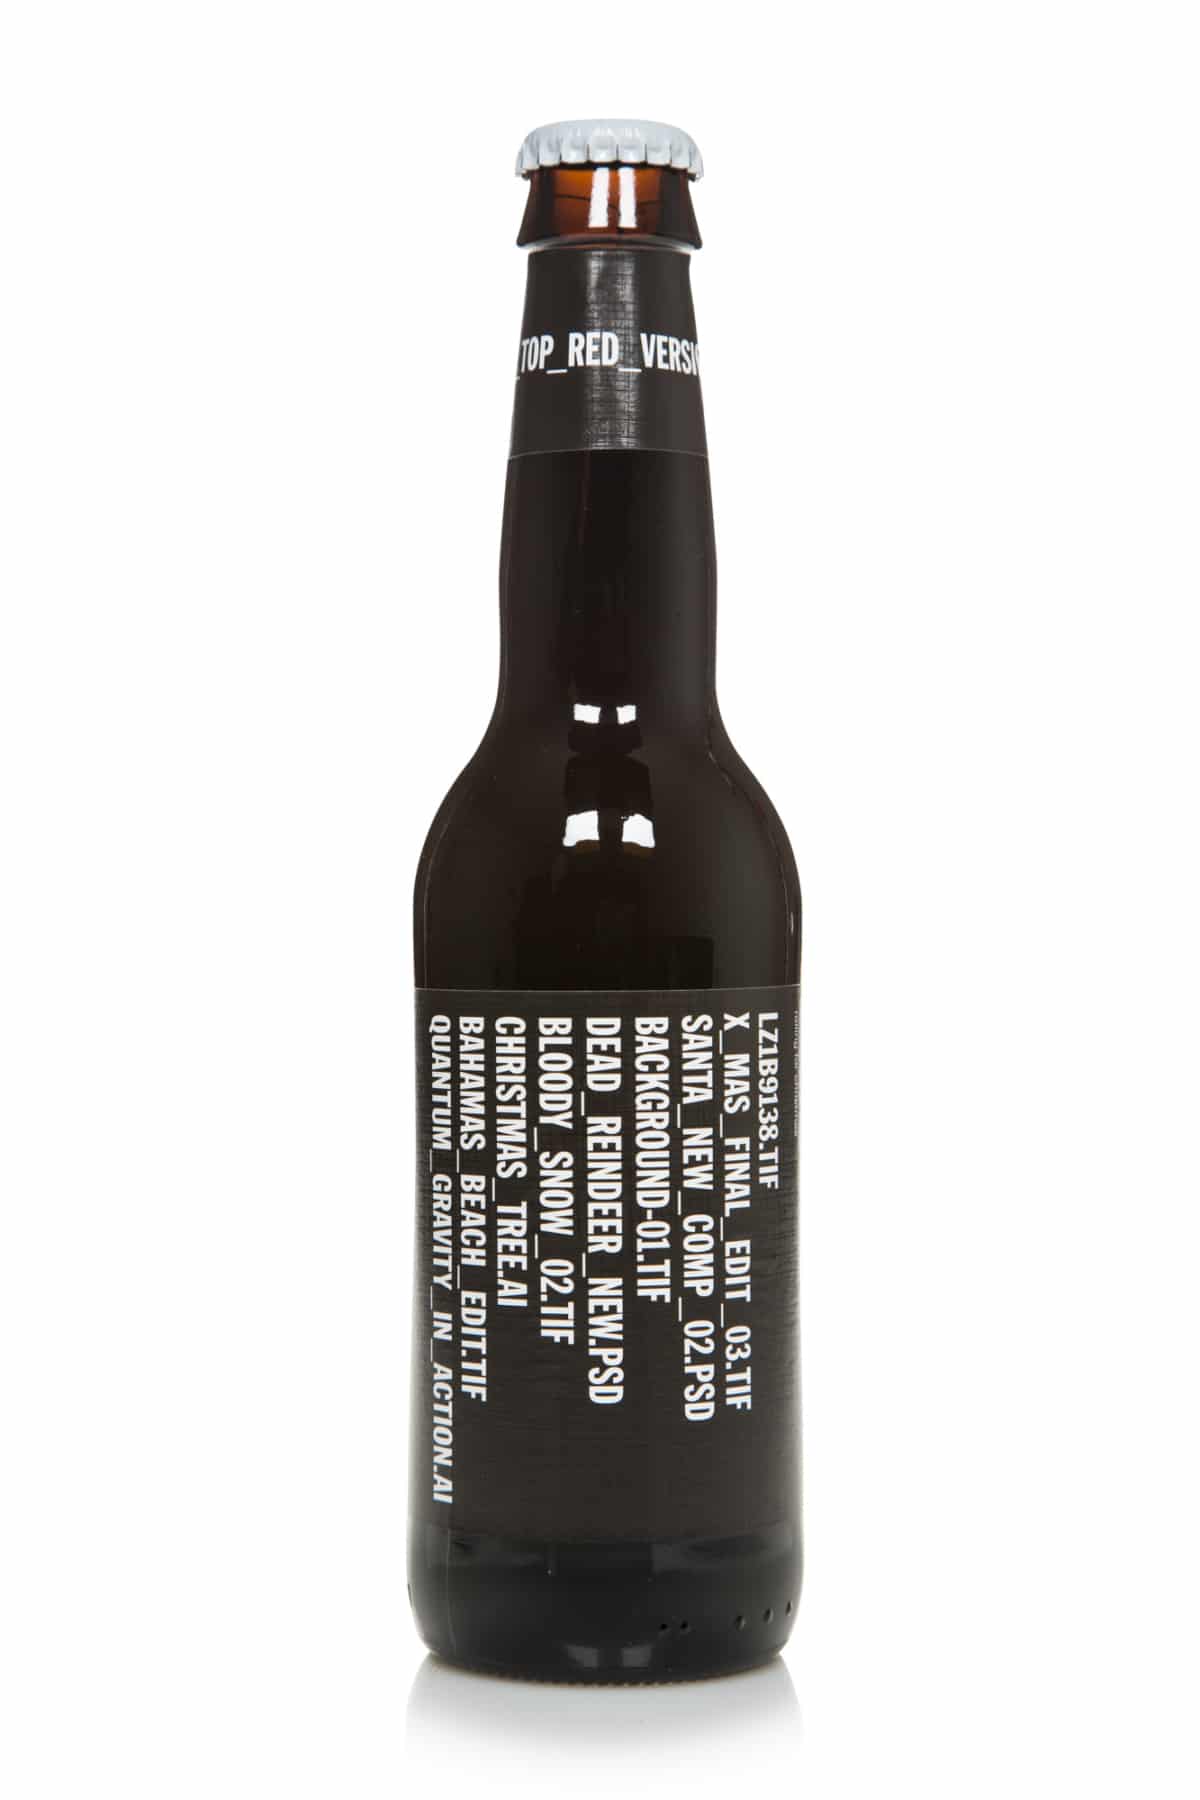 _TOP_RED_VERSI
LZ1B9138.TIF
X_MAS_FINAL_EDIT_03.TIF
SANTA_NEW_COMP_02.PSD
BACKGROUND-01.TIF
DEAD_REINDEER_NEW.PSD
BLOODY_SNOW_02.TIF
CHRISTMAS_TREE.AI
BAHAMAS_BEACH_EDIT.TIF
QUANTUM_GRAVITY_IN_ACTION.AI